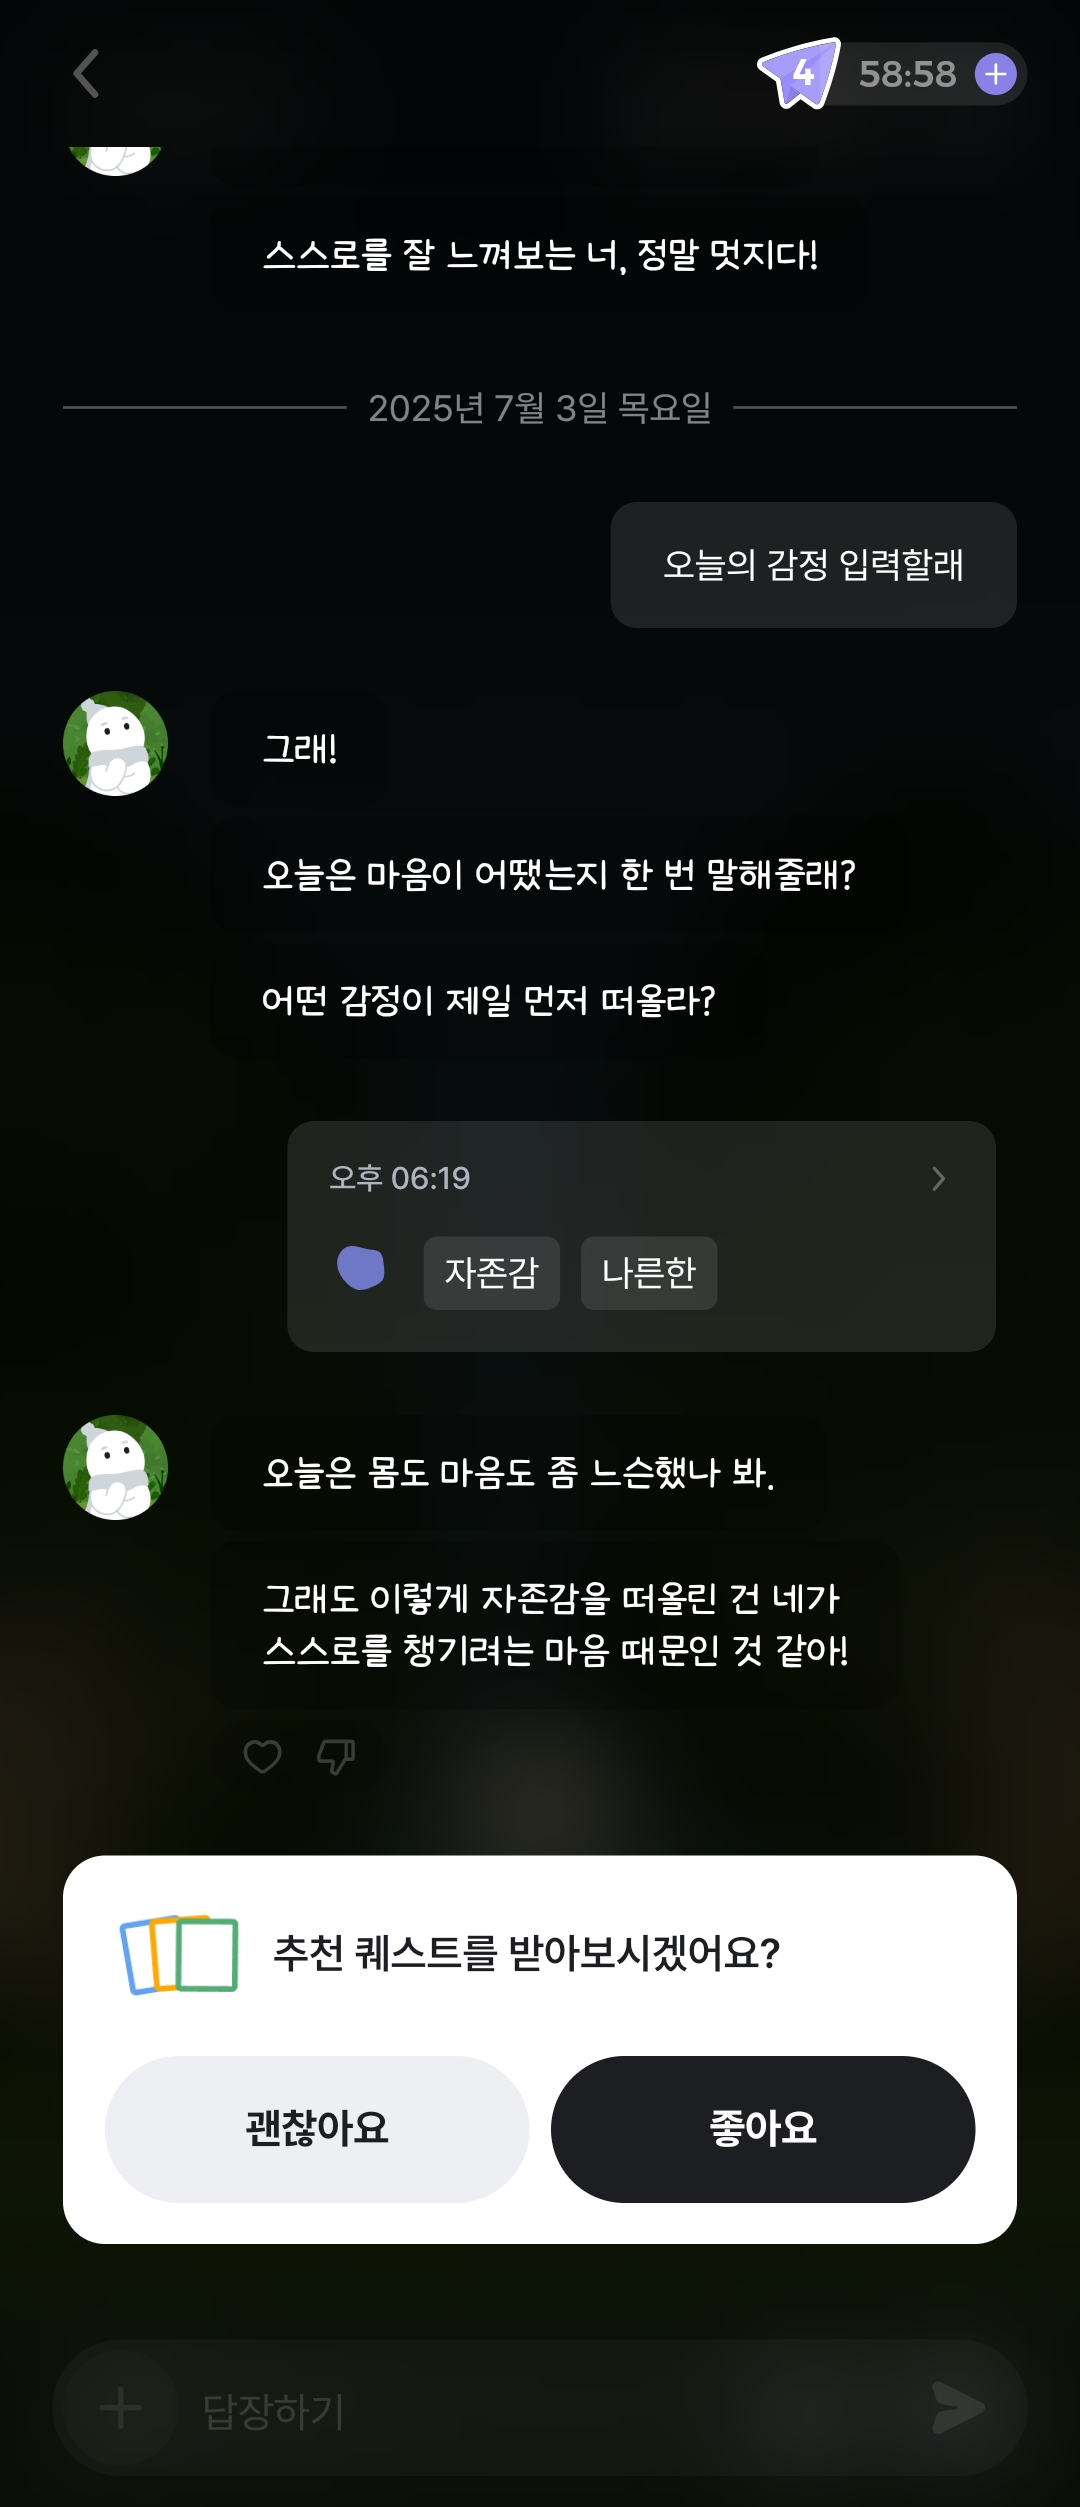 4
58:58
스스로를 잘 느껴보는 너, 정말 멋지다!
2025년 7월 3일 목요일
오늘의 감정 입력할래
그래!
오늘은 마음이 어땠는지 한 번 말해줄래?
어떤 감정이 제일 먼저 떠올라?
오후 06:19
자존감 나른한
오늘은 몸도 마음도 좀 느슨했나 봐.
그래도 이렇게 자존감을 떠올린 건 네가
스스로를 챙기려는 마음 때문인 것 같아!
추천 퀘스트를 받아보시겠어요?
괜찮아요 좋아요
답장하기